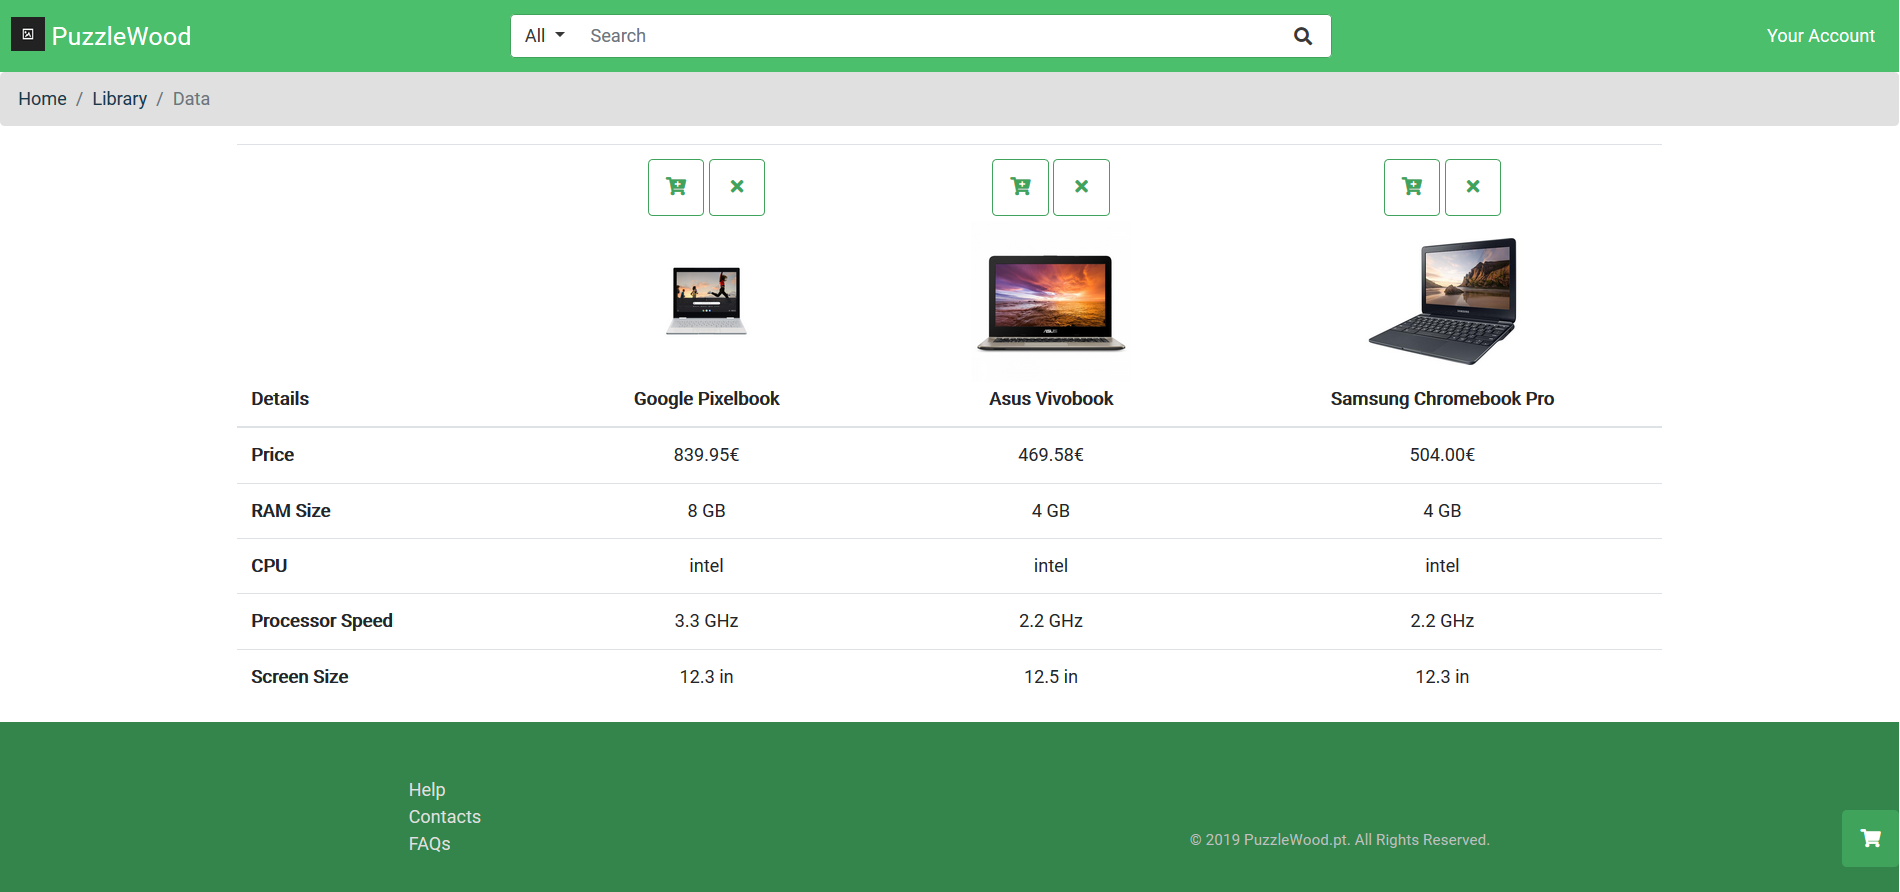 PuzzleWood
All
Search
Your Account
Home / Library / Data
Details Google Pixelbook Asus Vivobook Samsung Chromebook Pro
Price 839.95€ 469.58€ 504.00€
RAM Size 8 GB 4 GB 4 GB
CPU intel intel intel
Processor Speed 3.3 GHz 2.2 GHz 2.2 GHz
Screen Size 12.3 in 12.5 in 12.3 in
Help
Contacts
FAQs
© 2019 PuzzleWood.pt. All Rights Reserved.